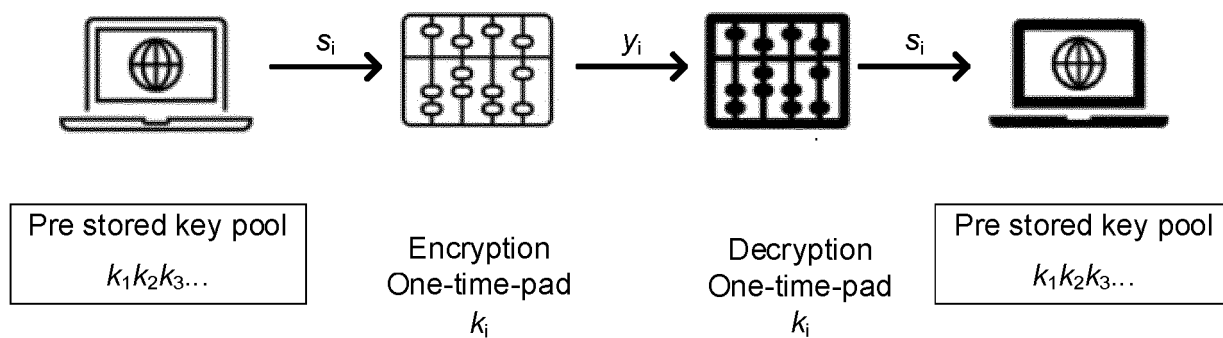 s_i
y_i
s_i
Pre stored key pool
k_1k_2k_3...
Encryption
One-time-pad
k_i
Decryption
One-time-pad
k_i
Pre stored key pool
k_1k_2k_3...